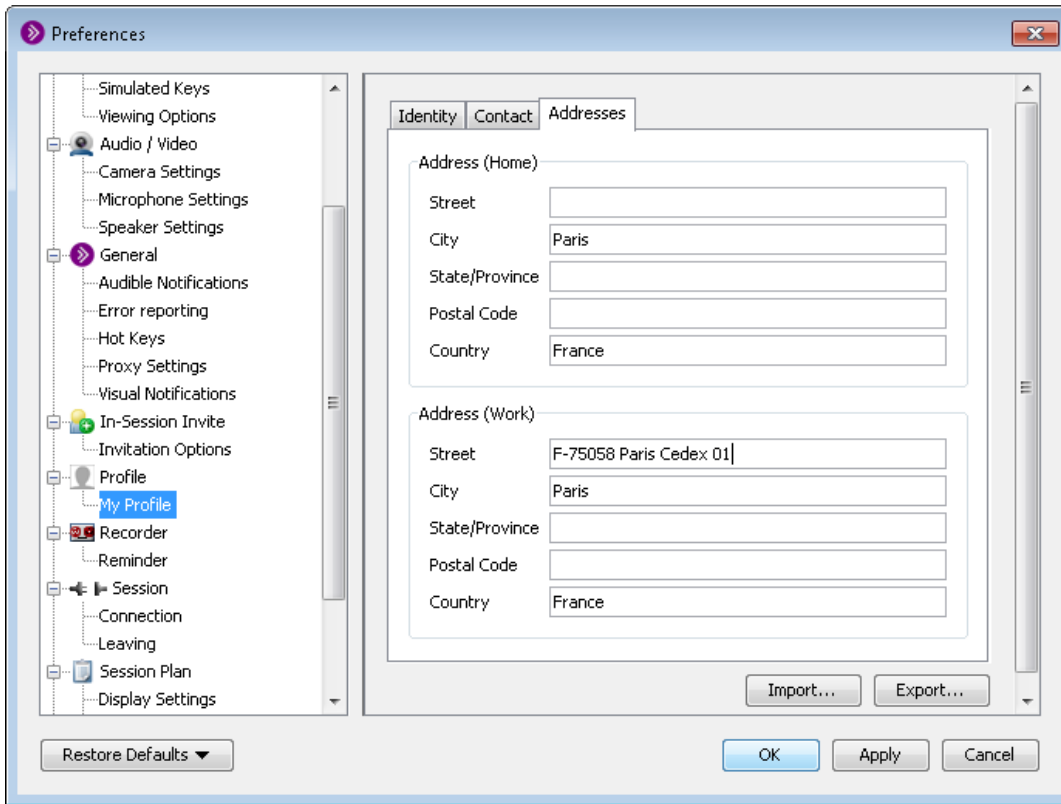 Preferences
Simulated Keys
Viewing Options
Audio / Video
Camera Settings
Microphone Settings
Speaker Settings
General
Audible Notifications
Error reporting
Hot Keys
Proxy Settings
Visual Notifications
In-Session Invite
Invitation Options
Profile
My Profile
Recorder
Reminder
Session
Connection
Leaving
Session Plan
Display Settings
Identity Contact Addresses
Address (Home)
Street
City Paris
State/Province
Postal Code
Country France
Address (Work)
Street F-75058 Paris Cedex 01
City Paris
State/Province
Postal Code
Country France
Import... Export...
Restore Defaults OK Apply Cancel